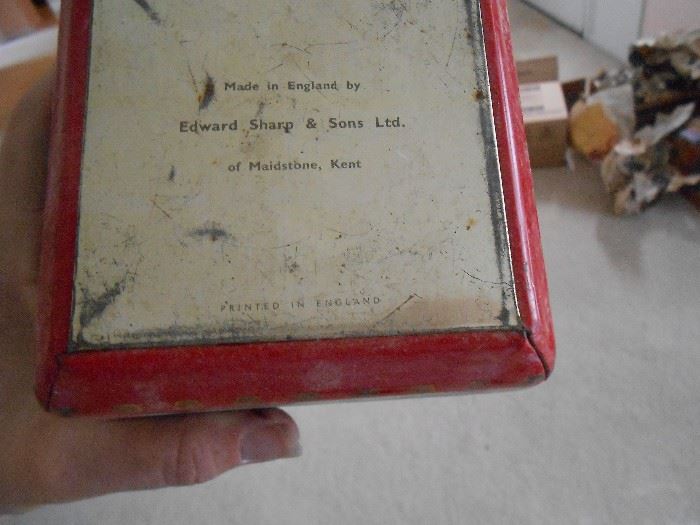 Made in England by
Edward Sharp & Sons Ltd.
of Maidstone, Kent
PRINTED IN ENGLAND